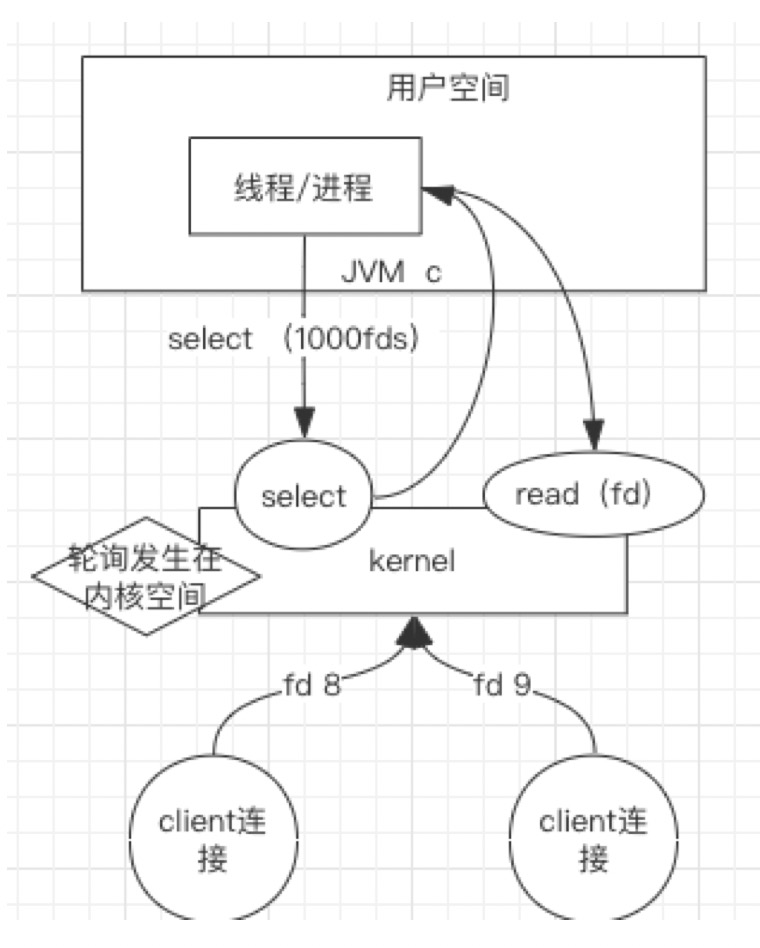 用户空间
线程/进程
JVM c
select （1000fds）
select
read（fd）
轮询发生在
内核空间
kernel
fd 8
fd 9
client连
接
client连
接